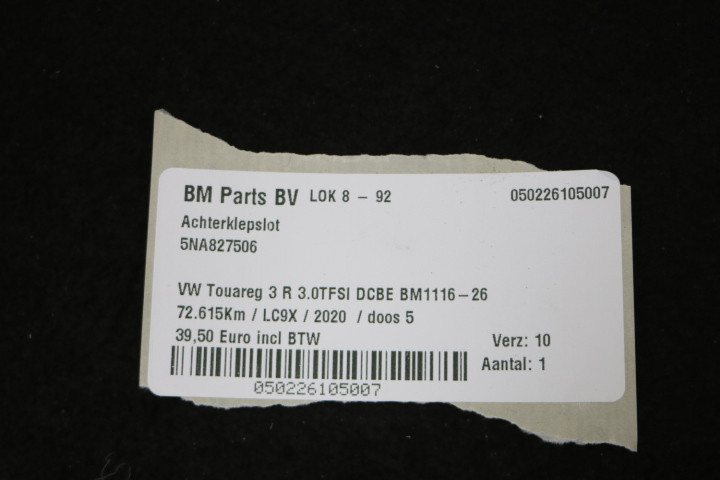 BM Parts BV LOK 8 - 92 050226105007
Achterklepslot
5NA827506
VW Touareg 3 R 3.0TFSI DCBE BM1116-26
72.615Km / LC9X / 2020 / doos 5
39,50 Euro incl BTW Verz: 10
Aantal: 1
050226105007